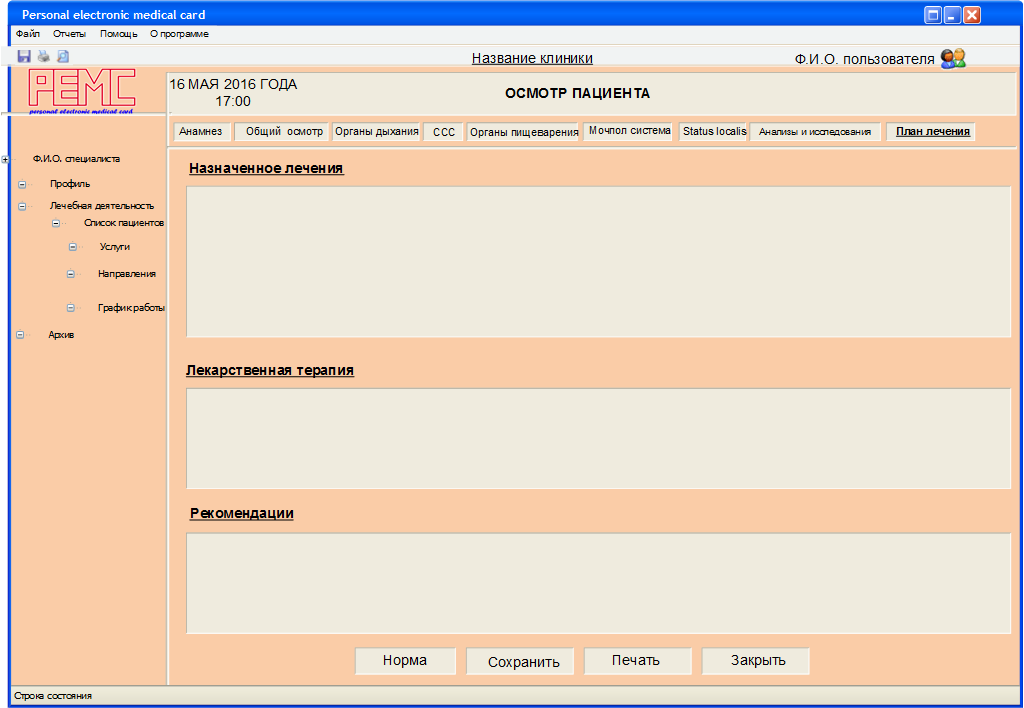 Personal electronic medical card
Файл Отчеты Помощь О программе
Название клиники
Ф.И.О. пользователя
PEMC
personal electronic medical card
16 МАЯ 2016 ГОДА
17:00
ОСМОТР ПАЦИЕНТА
Анамнез Общий осмотр Органы дыхания ССС Органы пищеварения Мочпол система Status localis Анализы и исследования План лечения
Ф.И.О. специалиста
Профиль
Лечебная деятельность
Список пациентов
Услуги
Направления
График работы
Архив
Назначенное лечения
Лекарственная терапия
Рекомендации
Норма Сохранить Печать Закрыть
Строка состояния